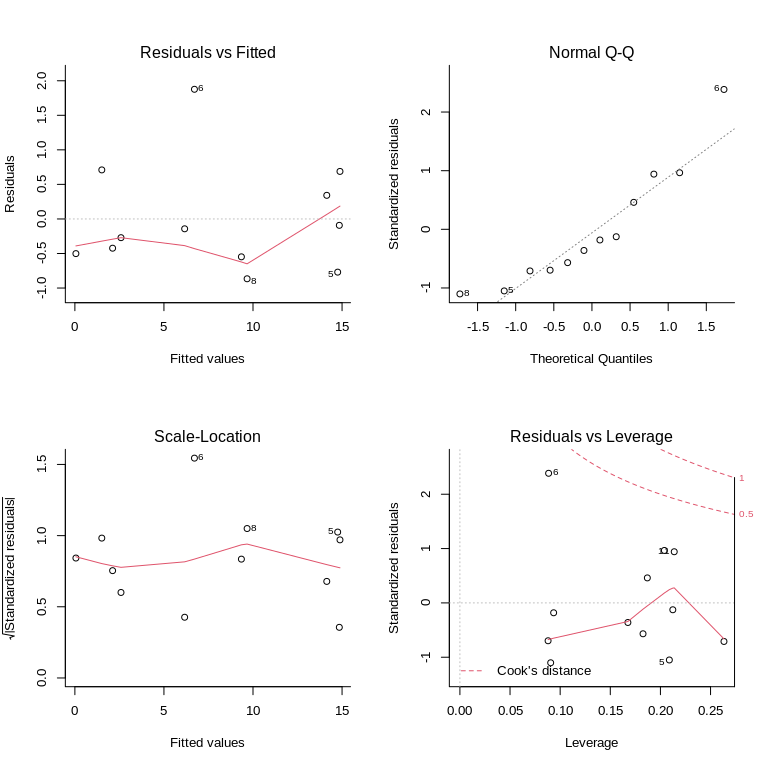 Residuals vs Fitted
Residuals
2.0
1.5
1.0
0.5
0.0
-0.5
-1.0
6
5
8
0 5 10 15
Fitted values
Normal Q-Q
Standardized residuals
2
1
0
-1
6
8
5
-1.5 -1.0 -0.5 0.0 0.5 1.0 1.5
Theoretical Quantiles
Scale-Location
√|Standardized residuals|
1.5
1.0
0.5
0.0
6
8
5
0 5 10 15
Fitted values
Residuals vs Leverage
Standardized residuals
2
1
0
-1
6
5
1
0.5
Cook's distance
0.00 0.05 0.10 0.15 0.20 0.25
Leverage